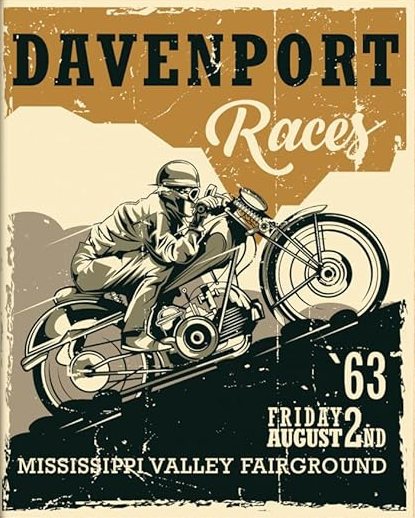 DAVENPORT
Races
`63
FRIDAY
AUGUST 2ND
MISSISSIPPI VALLEY FAIRGROUND